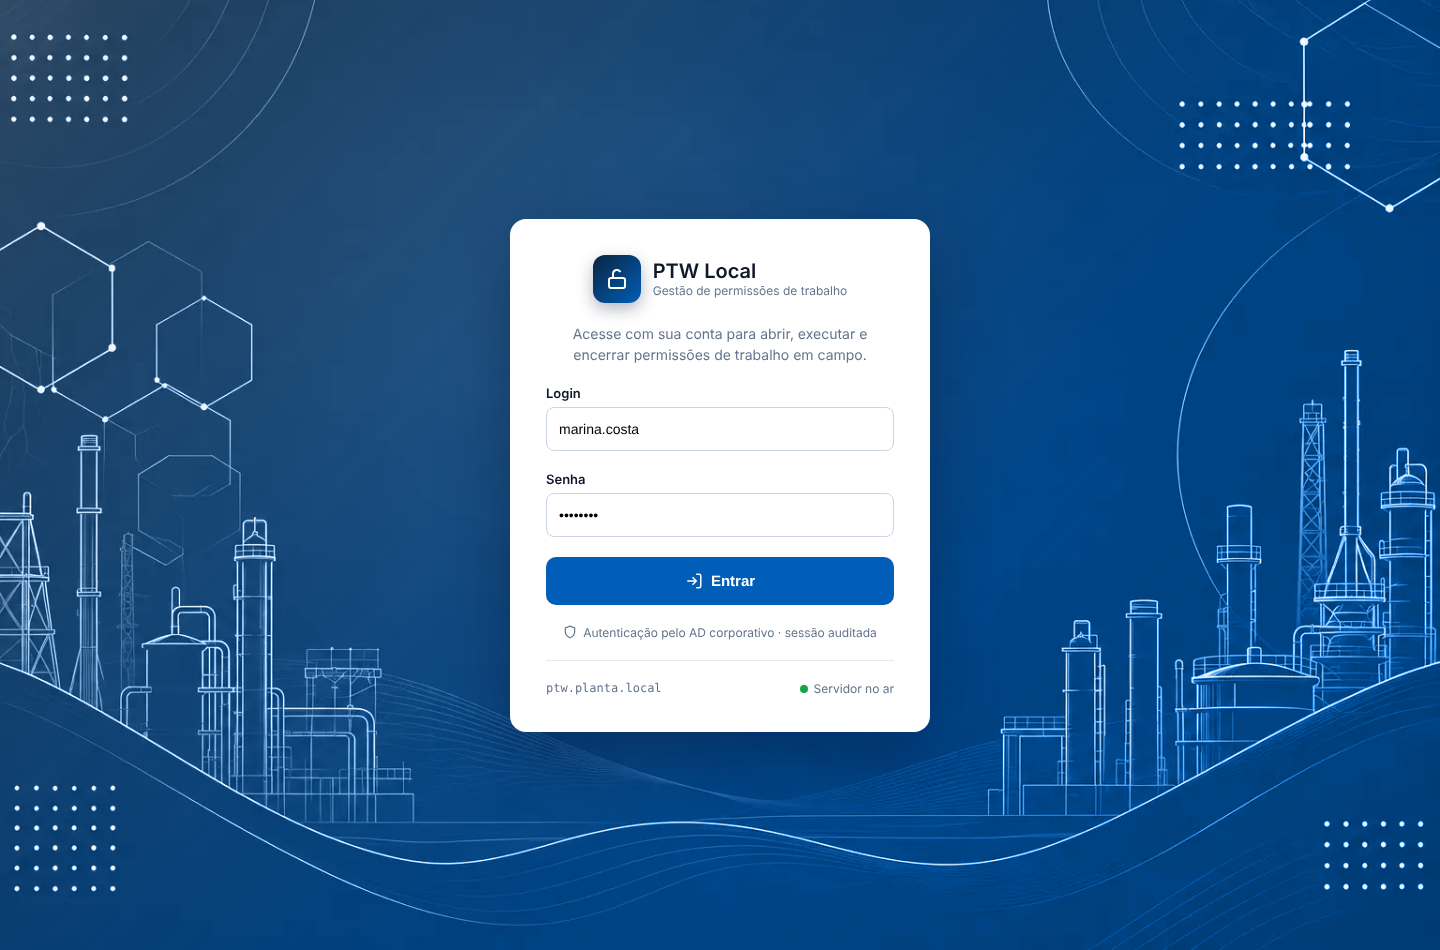 PTW Local
Gestão de permissões de trabalho
Acesse com sua conta para abrir, executar e
encerrar permissões de trabalho em campo.
Login
marina.costa
Senha
••••••••
Entrar
Autenticação pelo AD corporativo · sessão auditada
ptw.planta.local
Servidor no ar